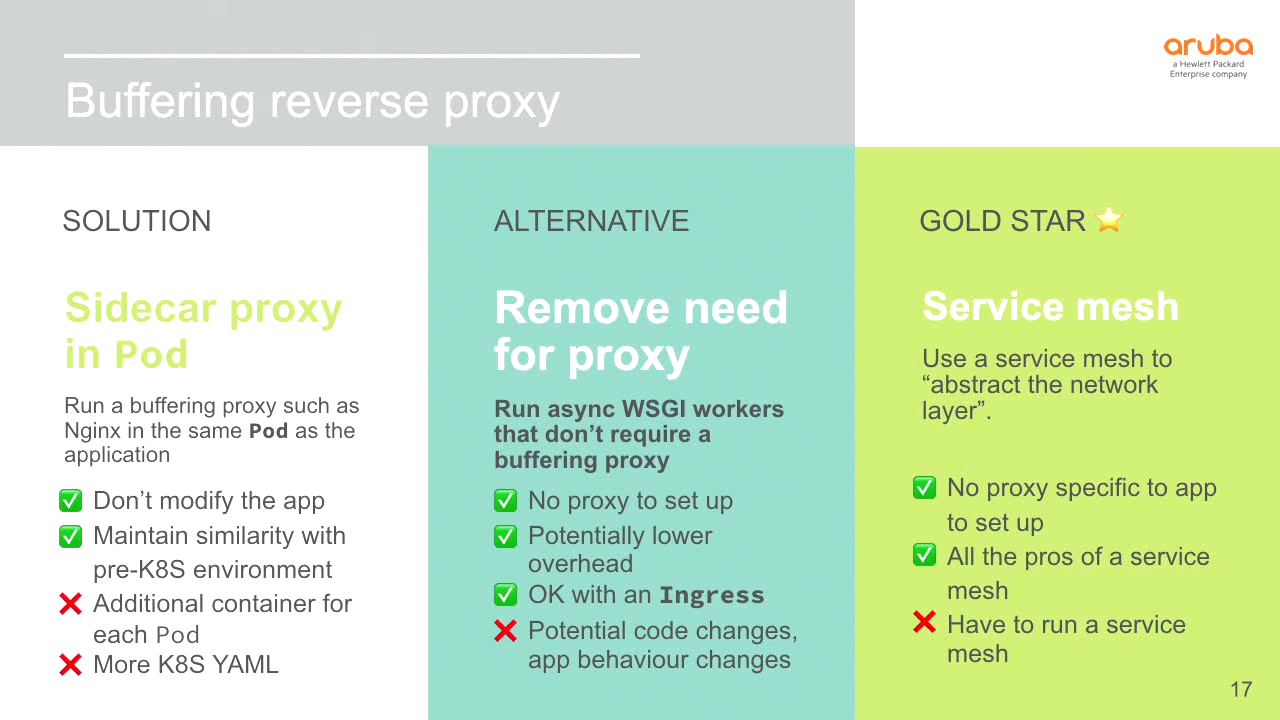 Buffering reverse proxy
aruba
a Hewlett Packard
Enterprise company
SOLUTION
Sidecar proxy
in Pod
Run a buffering proxy such as
Nginx in the same Pod as the
application
✅ Don’t modify the app
✅ Maintain similarity with
pre-K8S environment
❌ Additional container for
each Pod
❌ More K8S YAML
ALTERNATIVE
Remove need
for proxy
Run async WSGI workers
that don’t require a
buffering proxy
✅ No proxy to set up
✅ Potentially lower
overhead
✅ OK with an Ingress
❌ Potential code changes,
app behaviour changes
GOLD STAR ⭐
Service mesh
Use a service mesh to
“abstract the network
layer”.
✅ No proxy specific to app
to set up
✅ All the pros of a service
mesh
❌ Have to run a service
mesh
17